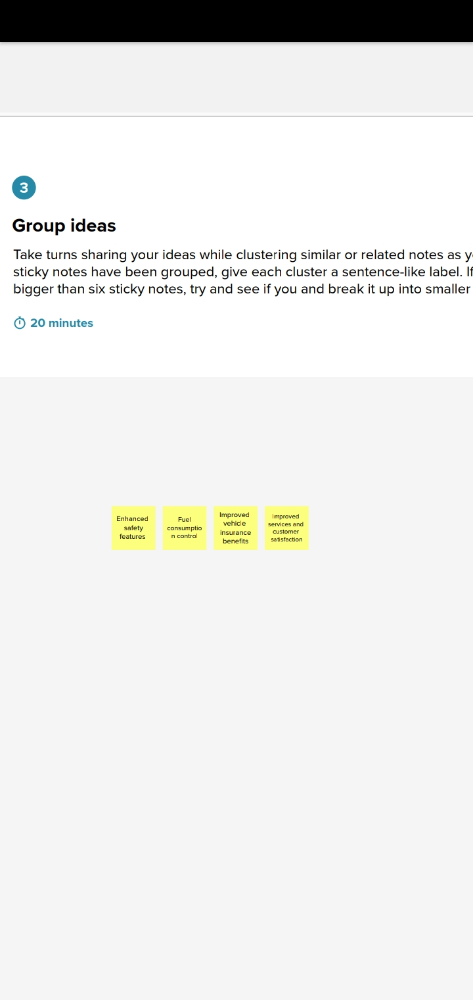 3
Group ideas
Take turns sharing your ideas while clustering similar or related notes as
sticky notes have been grouped, give each cluster a sentence-like label. If
bigger than six sticky notes, try and see if you and break it up into smaller
20 minutes
Enhanced
safety
features
Fuel
consumptio
n control
Improved
vehicle
insurance
benefits
Improved
services and
customer
satisfaction